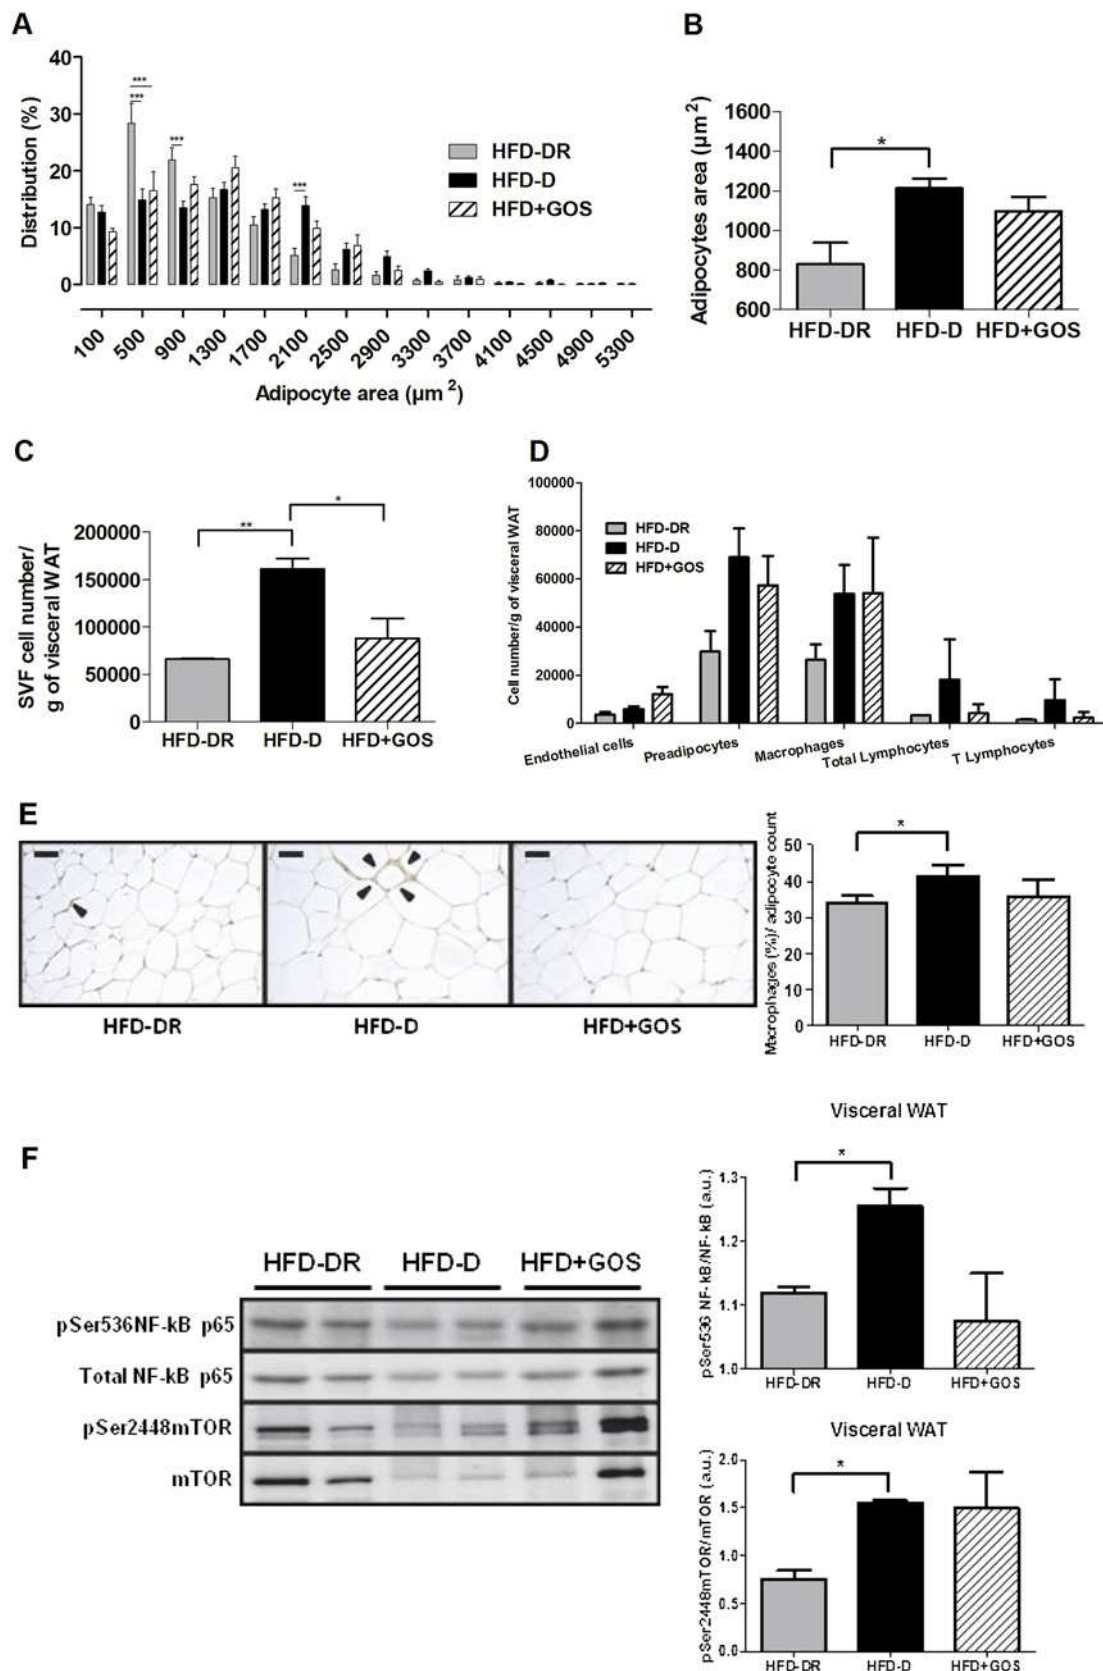 A
Distribution (%)
40
30
20
10
0
***
***
***
***
HFD-DR
HFD-D
HFD+GOS
100
500
900
1300
1700
2100
2500
2900
3300
3700
4100
4500
4900
5300
Adipocyte area (µm ²)
B
Adipocytes area (µm²)
1600
1400
1200
1000
800
600
*
HFD-DR
HFD-D
HFD+GOS
C
SVF cell number/
g of visceral WAT
200000
150000
100000
50000
0
**
*
HFD-DR
HFD-D
HFD+GOS
D
Cell number/g of visceral WAT
100000
80000
60000
40000
20000
0
HFD-DR
HFD-D
HFD+GOS
Endothelial cells
Preadipocytes
Macrophages
Total Lymphocytes
T Lymphocytes
E
HFD-DR
HFD-D
HFD+GOS
Macrophages (%)/ adipocyte count
50
40
30
20
10
0
*
HFD-DR
HFD-D
HFD+GOS
F
HFD-DR
HFD-D
HFD+GOS
pSer536NF-kB p65
Total NF-kB p65
pSer2448mTOR
mTOR
Visceral WAT
pSer536 NF-kB/NF-kB (a.u.)
1.3
1.2
1.1
1.0
*
HFD-DR
HFD-D
HFD+GOS
Visceral WAT
pSer2448mTOR/mTOR (a.u.)
2.0
1.5
1.0
0.5
0.0
*
HFD-DR
HFD-D
HFD+GOS